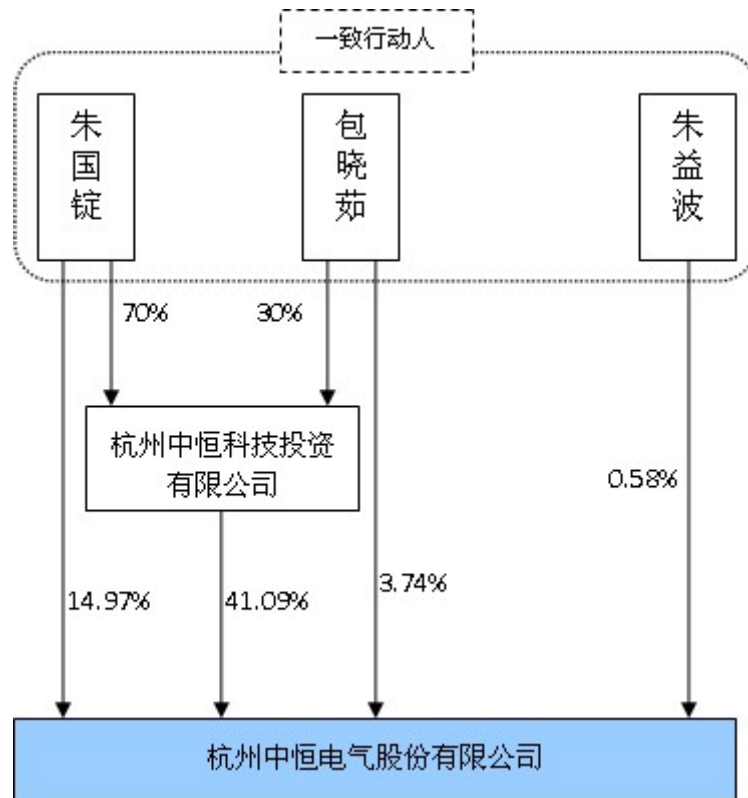 一致行动人
朱国锭
包晓茹
朱益波
70%
30%
杭州中恒科技投资
有限公司
0.58%
14.97%
41.09%
3.74%
杭州中恒电气股份有限公司